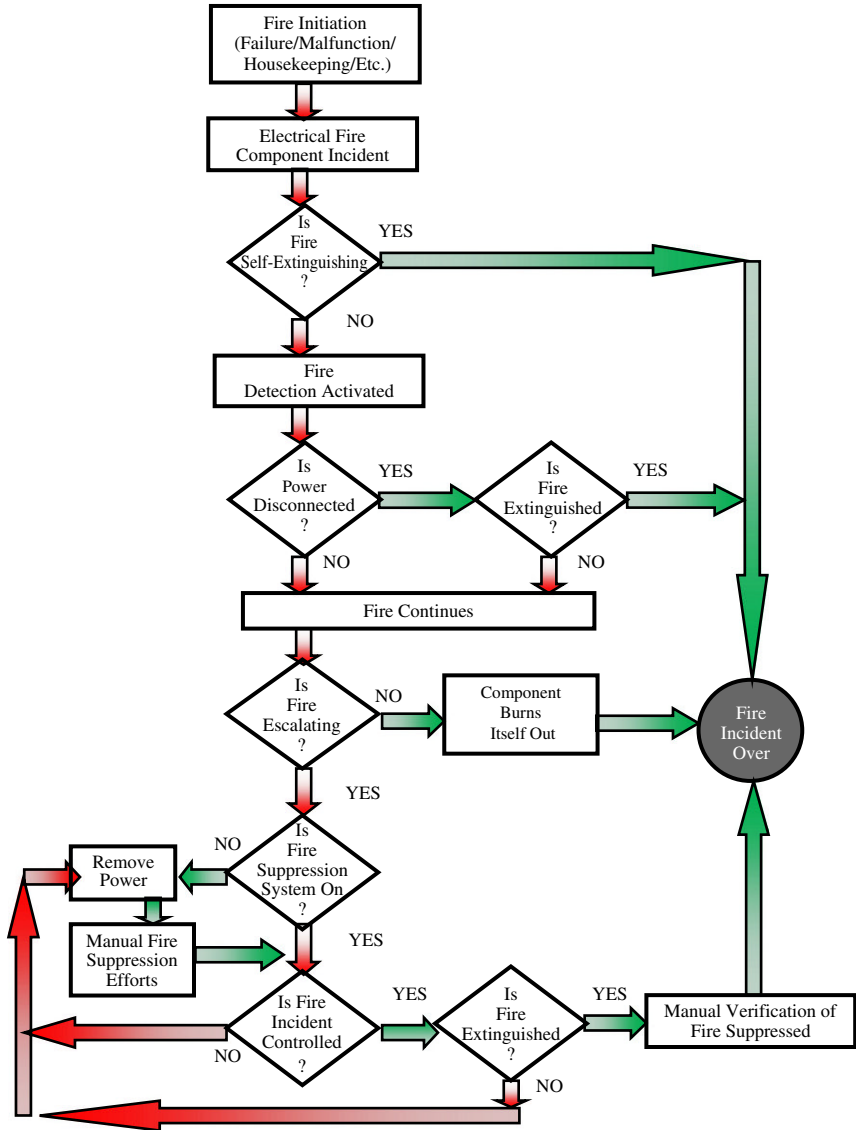 Fire Initiation
(Failure/Malfunction/
Housekeeping/Etc.)
Electrical Fire
Component Incident
Is
Fire
Self-Extinguishing
?
YES
NO
Fire
Detection Activated
Is
Power
Disconnected
?
YES
Is
Fire
Extinguished
?
YES
NO
NO
Fire Continues
Is
Fire
Escalating
?
NO
Component
Burns
Itself Out
Fire
Incident
Over
YES
Is
Fire
Suppression
System On
?
NO
Remove
Power
YES
Manual Fire
Suppression
Efforts
Is Fire
Incident
Controlled
?
YES
NO
Is
Fire
Extinguished
?
YES
Manual Verification of
Fire Suppressed
NO